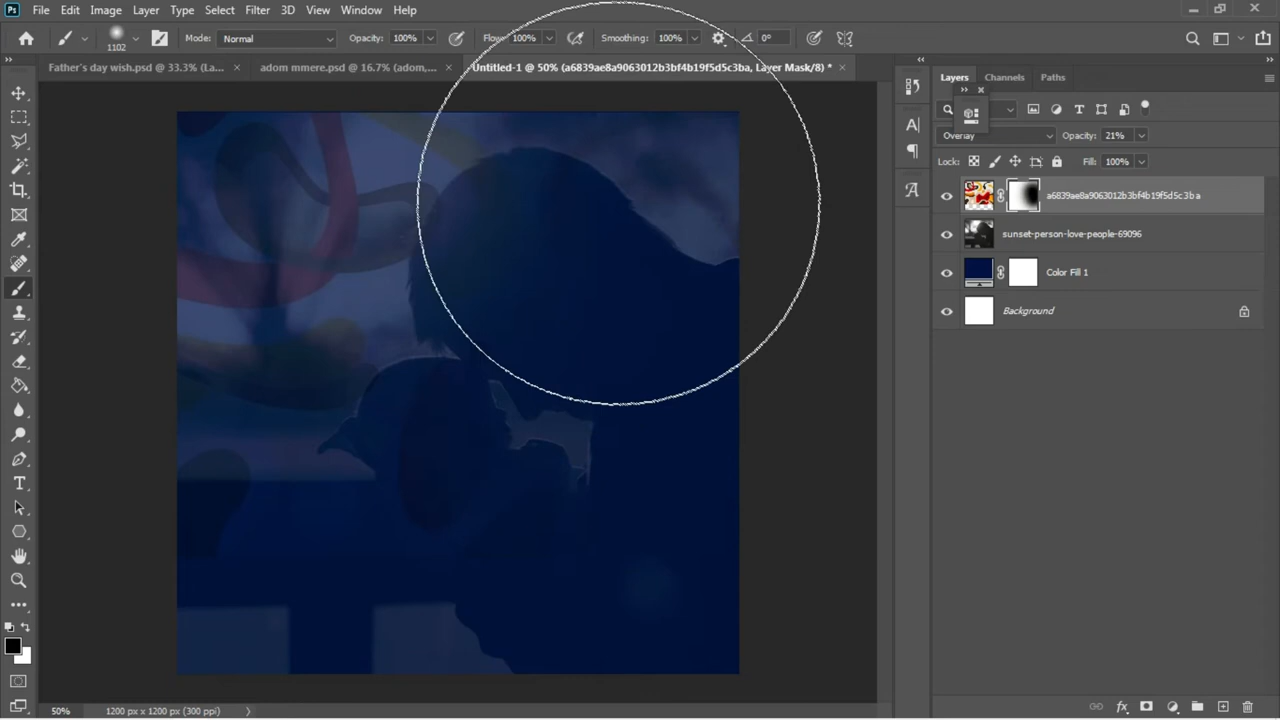 Ps File Edit Image Layer Type Select Filter 3D View Window Help
1102 Mode: Normal Opacity: 100% Flow: 100% Smoothing: 100% 0°
Father's day wish.psd @ 33.3% (La... × adom mmere.psd @ 16.7% (adom, ... × Untitled-1 @ 50% (a6839ae8a9063012b3bf4b19f5d5c3ba, Layer Mask/8) * ×
Layers Channels Paths
Overlay Opacity: 21%
Lock: Fill: 100%
a6839ae8a9063012b3bf4b19f5d5c3ba
sunset-person-love-people-69096
Color Fill 1
Background
50% 1200 px x 1200 px (300 ppi)